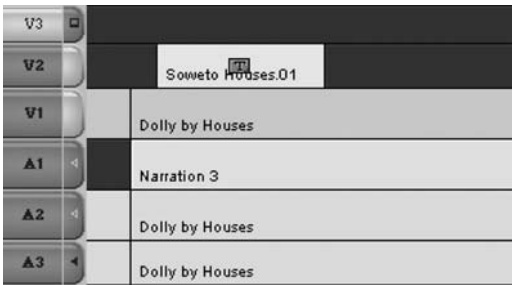 V3
V2 T Soweto Houses.01
V1 Dolly by Houses
A1 Narration 3
A2 Dolly by Houses
A3 Dolly by Houses